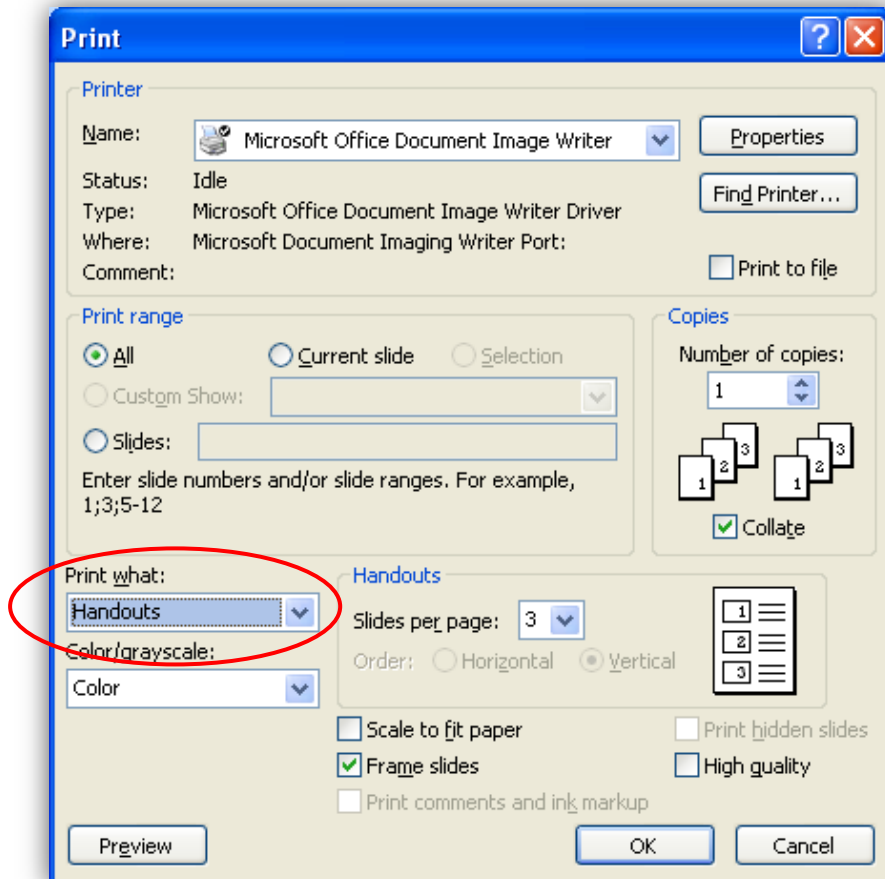 Print
Printer
Name: Microsoft Office Document Image Writer Properties
Status: Idle Find Printer...
Type: Microsoft Office Document Image Writer Driver
Where: Microsoft Document Imaging Writer Port:
Comment: Print to file
Print range Copies
All Current slide Selection Number of copies:
Custom Show: 1
Slides:
1 2 3 1 2 3
Enter slide numbers and/or slide ranges. For example,
1;3;5-12
Collate
Print what: Handouts
Handouts Slides per page: 3
1
2
3
Color/grayscale: Order: Horizontal Vertical
Color
Scale to fit paper Print hidden slides
Frame slides High quality
Print comments and ink markup
Preview OK Cancel